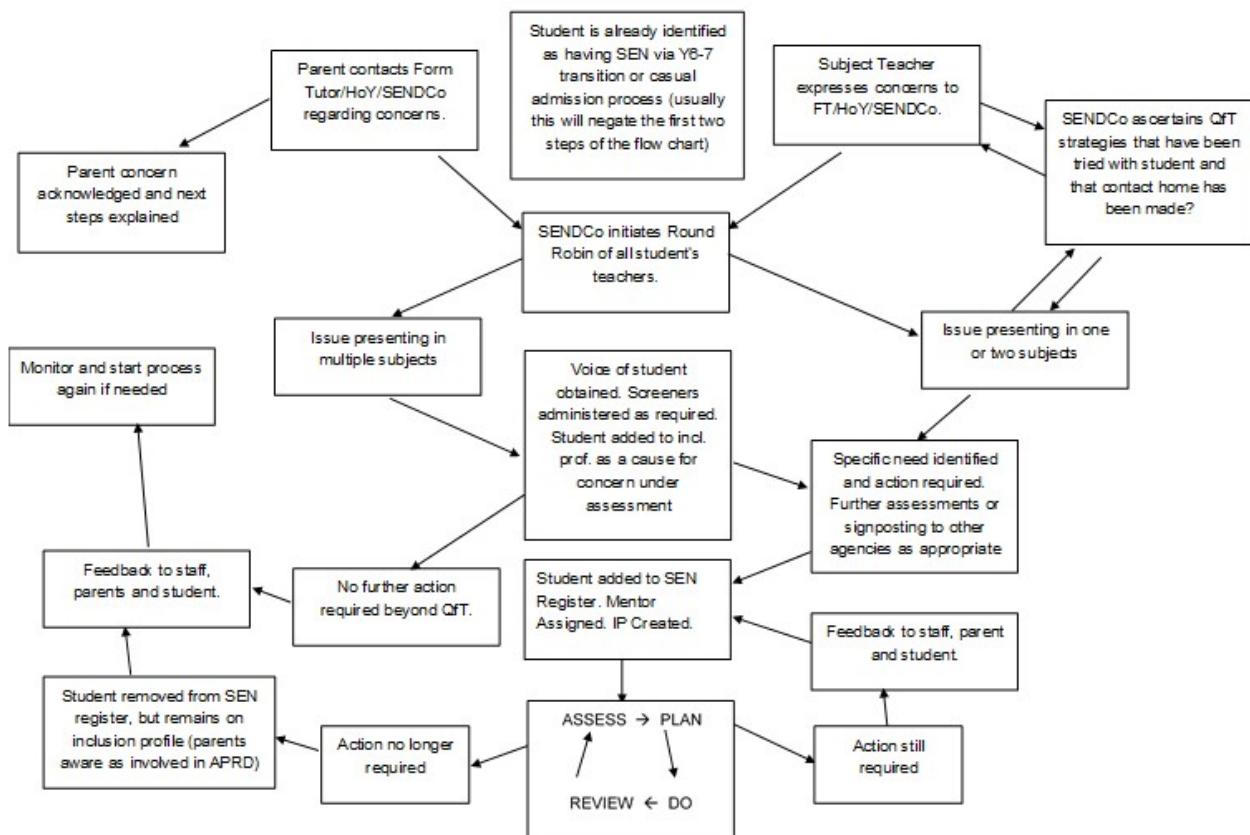 Student is already identified
as having SEN via Y6-7
transition or casual
admission process (usually
this will negate the first two
steps of the flow chart)
Parent contacts Form
Tutor/HoY/SENDCo
regarding concerns.
Subject Teacher
expresses concerns to
FT/HoY/SENDCo.
SENDCo ascertains QfT
strategies that have been
tried with student and
that contact home has
been made?
Parent concern
acknowledged and next
steps explained
SENDCo initiates Round
Robin of all student's
teachers.
Issue presenting in
multiple subjects
Issue presenting in one
or two subjects
Monitor and start process
again if needed
Voice of student
obtained. Screeners
administered as required.
Student added to incl.
prof. as a cause for
concern under
assessment
Specific need identified
and action required.
Further assessments or
signposting to other
agencies as appropriate
Feedback to staff,
parents and student.
No further action
required beyond QfT.
Student added to SEN
Register. Mentor
Assigned. IP Created.
Feedback to staff, parent
and student.
Student removed from SEN
register, but remains on
inclusion profile (parents
aware as involved in APRD)
Action no longer
required
ASSESS → PLAN
REVIEW ← DO
Action still
required